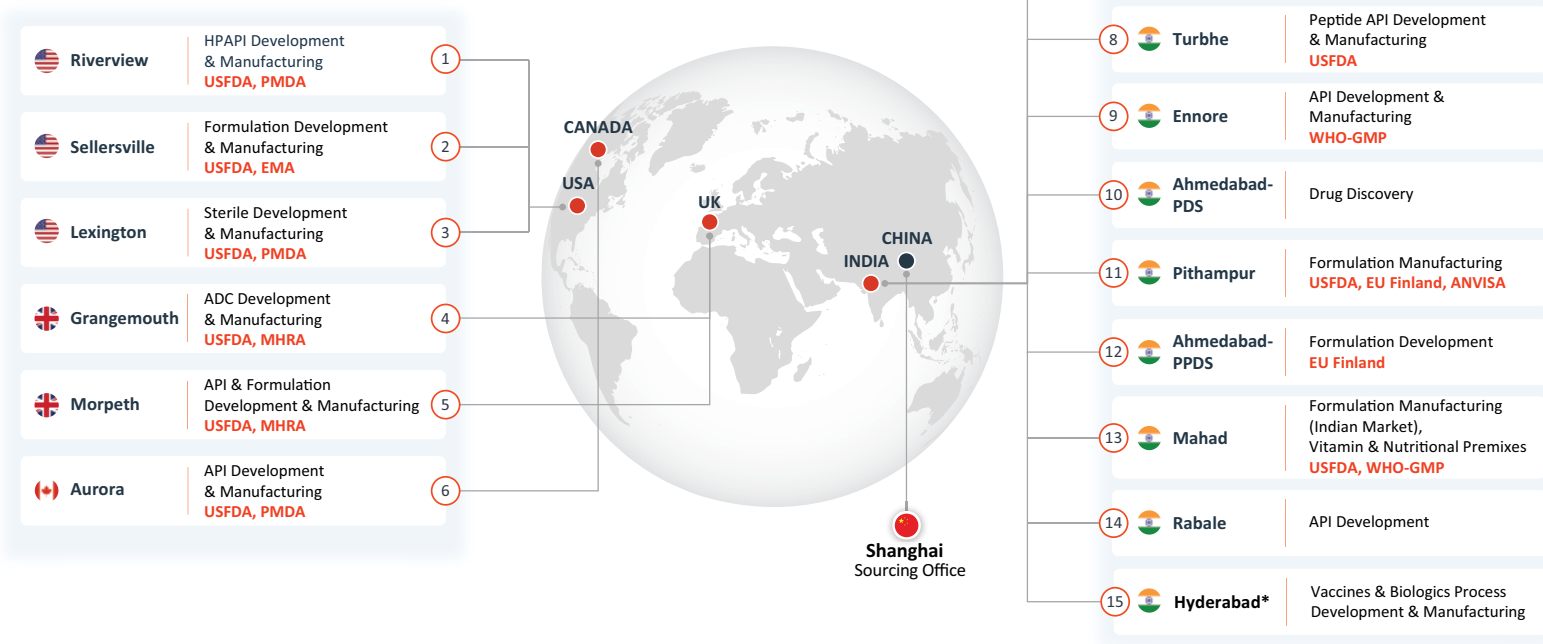 Riverview
HPAPI Development
& Manufacturing
USFDA, PMDA
1
Sellersville
Formulation Development
& Manufacturing
USFDA, EMA
2
Lexington
Sterile Development
& Manufacturing
USFDA, PMDA
3
Grangemouth
ADC Development
& Manufacturing
USFDA, MHRA
4
Morpeth
API & Formulation
Development & Manufacturing
USFDA, MHRA
5
Aurora
API Development
& Manufacturing
USFDA, PMDA
6
CANADA
USA
UK
CHINA
INDIA
Shanghai
Sourcing Office
8
Turbhe
Peptide API Development
& Manufacturing
USFDA
9
Ennore
API Development &
Manufacturing
WHO-GMP
10
Ahmedabad-
PDS
Drug Discovery
11
Pithampur
Formulation Manufacturing
USFDA, EU Finland, ANVISA
12
Ahmedabad-
PPDS
Formulation Development
EU Finland
13
Mahad
Formulation Manufacturing
(Indian Market),
Vitamin & Nutritional Premixes
USFDA, WHO-GMP
14
Rabale
API Development
15
Hyderabad*
Vaccines & Biologics Process
Development & Manufacturing